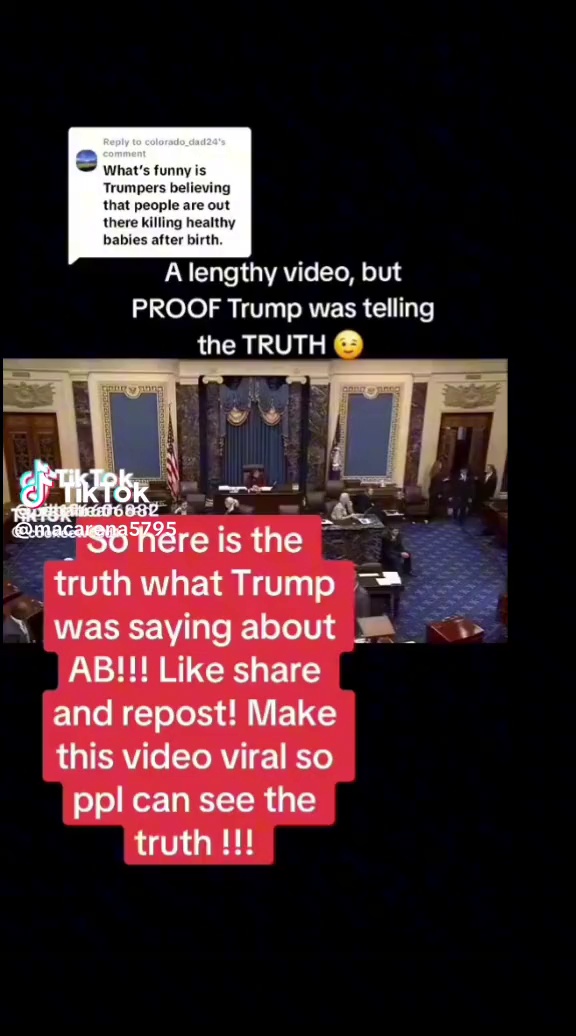 Reply to colorado_dad24's
comment
What's funny is
Trumpers believing
that people are out
there killing healthy
babies after birth.
A lengthy video, but
PROOF Trump was telling
the TRUTH 😉
TikTok
TikTok
TikTok
@macarena5795
So here is the
truth what Trump
was saying about
AB!!! Like share
and repost! Make
this video viral so
ppl can see the
truth !!!